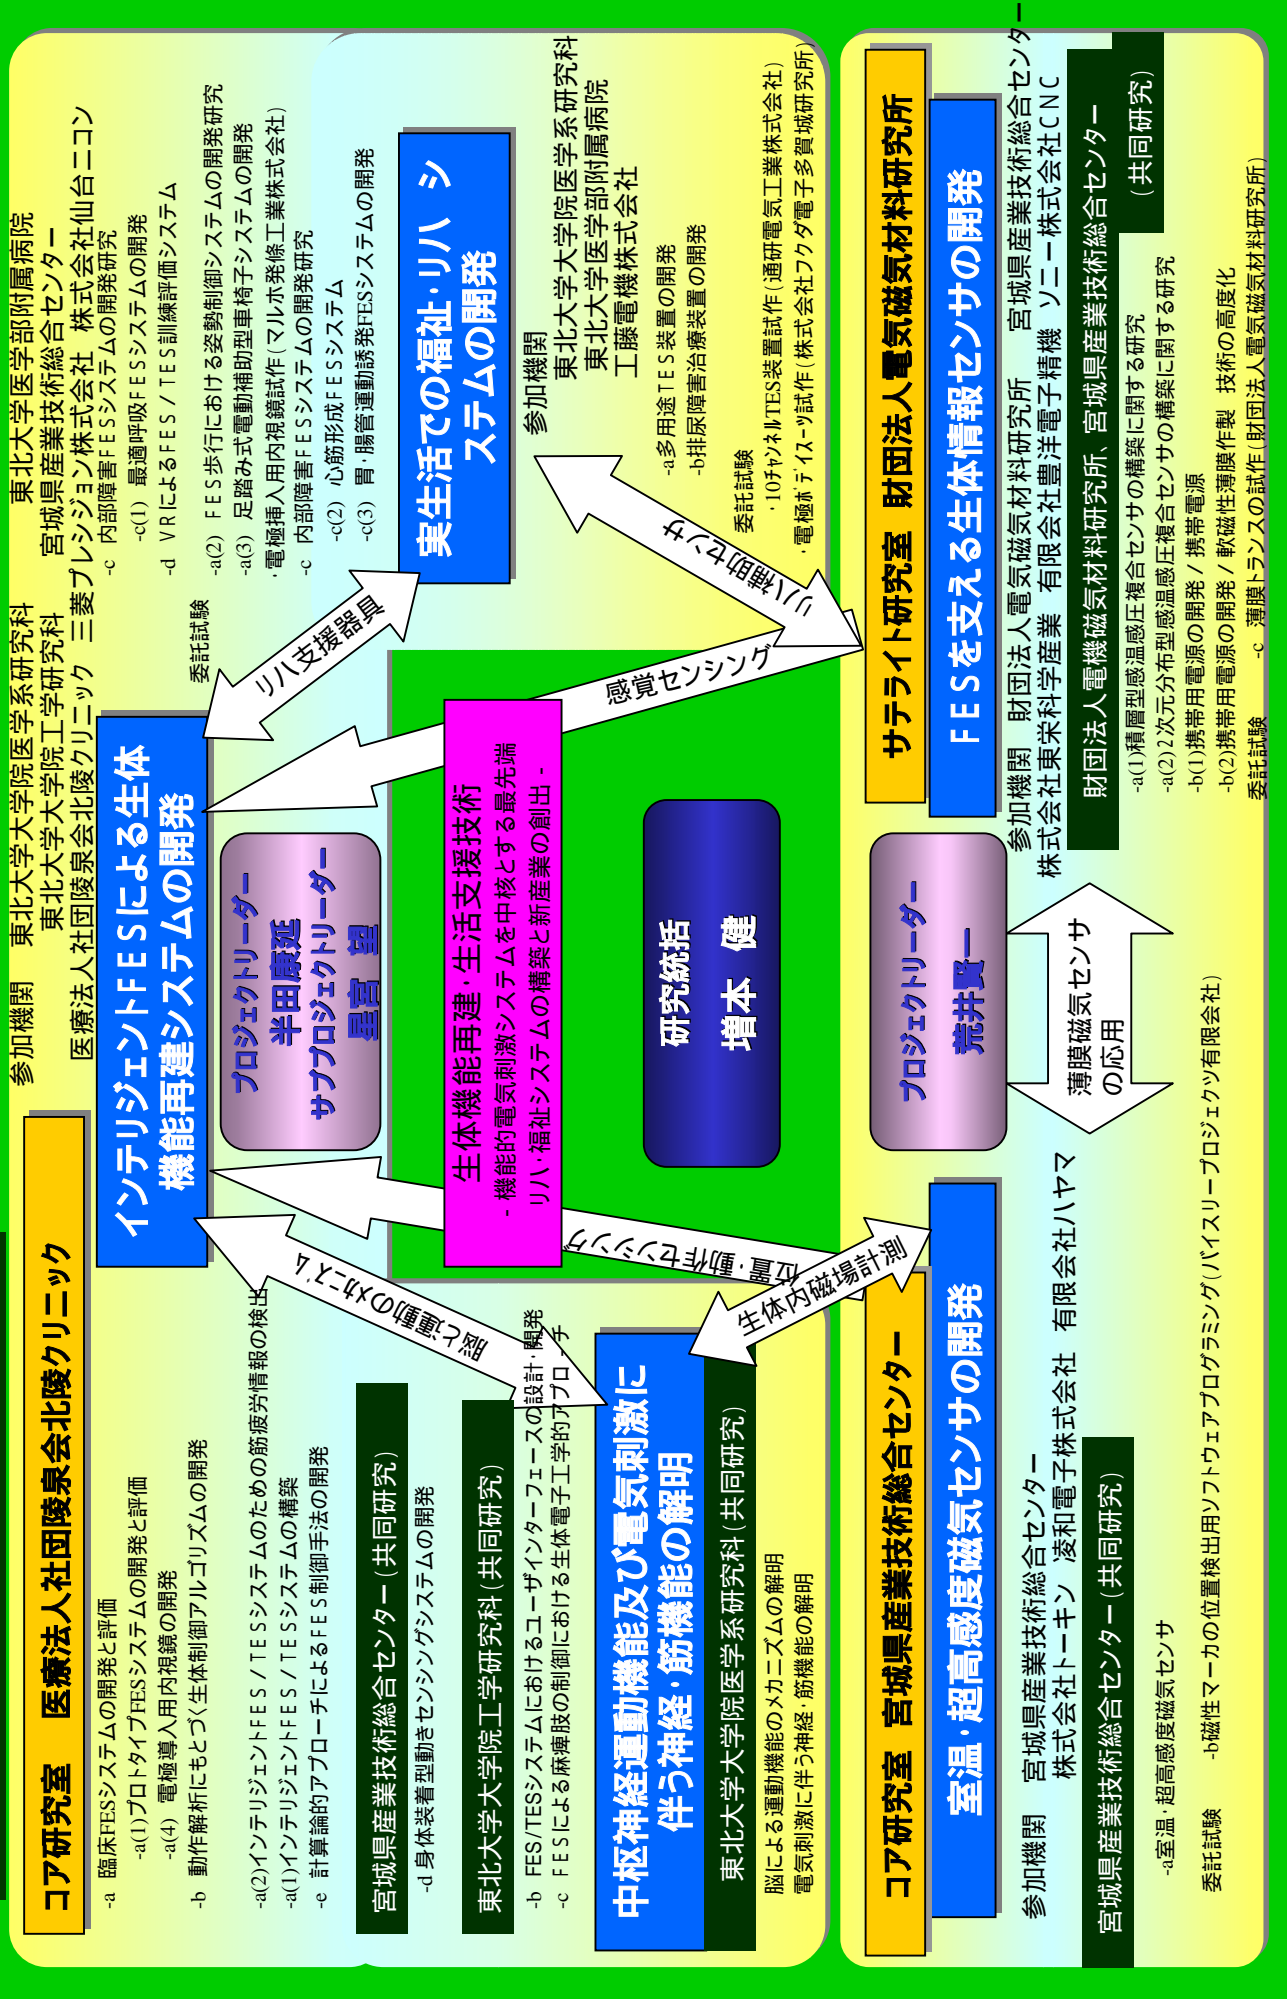 コア研究室　医療法人社団陵泉会北陵クリニック
-a 臨床FESシステムの開発と評価
-a(1)プロトタイプFESシステムの開発と評価
-a(4) 電極導入用内視鏡の開発
-b 動作解析にもとづく生体制御アルゴリズムの開発
-a(2)インテリジェントFES /TESシステムのための筋疲労情報の検出
-a(1)インテリジェントFES /TESシステムの構築
-e 計算論的アプローチによるFES制御手法の開発
宮城県産業技術総合センター(共同研究)
-d 身体装着型動きセンシングシステムの開発
東北大学大学院工学研究科(共同研究)
-b FES/TESシステムにおけるユーザインターフェースの設計・開発
-c FESによる麻痺肢の制御における生体電子工学的アプローチ
中枢神経運動機能及び電気刺激に
伴う神経・筋機能の解明
東北大学大学院医学系研究科(共同研究)
脳による運動機能のメカニズムの解明
電気刺激に伴う神経・筋機能の解明
参加機関　東北大学大学院医学系研究科　　東北大学医学部附属病院
東北大学大学院工学研究科　宮城県産業技術総合センター
医療法人社団陵泉会北陵クリニック　三菱プレシジョン株式会社　株式会社仙台ニコン
インテリジェントFESによる生体
機能再建システムの開発
プロジェクトリーダー
半田康延
サブプロジェクトリーダー
星宮　望
-c 内部障害FESシステムの開発研究
-c(1) 最適呼吸FESシステムの開発
-d VRによるFES / TES訓練評価システム
委託試験
-a(2) FES歩行における姿勢制御システムの開発研究
-a(3) 足踏み式電動補助型車椅子システムの開発
・電極挿入用内視鏡試作(マルホ発條工業株式会社)
-c 内部障害FESシステムの開発研究
-c(2) 心筋形成FESシステム
-c(3) 胃・腸管運動誘発FESシステムの開発
実生活での福祉・リハ シ
ステムの開発
参加機関
東北大学大学院医学系研究科
東北大学医学部附属病院
工藤電機株式会社
-a多用途TES装置の開発
-b排尿障害治療装置の開発
委託試験
・10チャンネルTES装置試作(通研電気工業株式会社)
・電極ボディスーツ試作(株式会社フクダ電子多賀城研究所)
リハ支援器具
リハ補助センサ
感覚センシング
脳と運動のメカニズム
位置・動作センシング
生体内磁場計測
生体機能再建・生活支援技術
- 機能的電気刺激システムを中核とする最先端
リハ・福祉システムの構築と新産業の創出 -
研究統括
増本　健
コア研究室 宮城県産業技術総合センター
室温・超高感度磁気センサの開発
参加機関　宮城県産業技術総合センター
株式会社トーキン 凌和電子株式会社 有限会社ハヤマ
宮城県産業技術総合センター(共同研究)
-a室温・超高感度磁気センサ
委託試験　-b磁性マーカの位置検出用ソフトウェアプログラミング(バイスリープロジェクツ有限会社)
プロジェクトリーダー
荒井賢一
薄膜磁気センサ
の応用
サテライト研究室 財団法人電気磁気材料研究所
FESを支える生体情報センサの開発
参加機関　財団法人電気磁気材料研究所　宮城県産業技術総合センター
株式会社東栄科学産業 有限会社豊洋電子精機 ソニー株式会社CNC
財団法人電機磁気材料研究所、宮城県産業技術総合センター
(共同研究)
-a(1)積層型感温感圧複合センサの構築に関する研究
-a(2)2次元分布型感温感圧複合センサの構築に関する研究
-b(1)携帯用電源の開発 / 携帯電源
-b(2)携帯用電源の開発 / 軟磁性薄膜作製 技術の高度化
委託試験　-c 薄膜トランスの試作(財団法人電気磁気材料研究所)